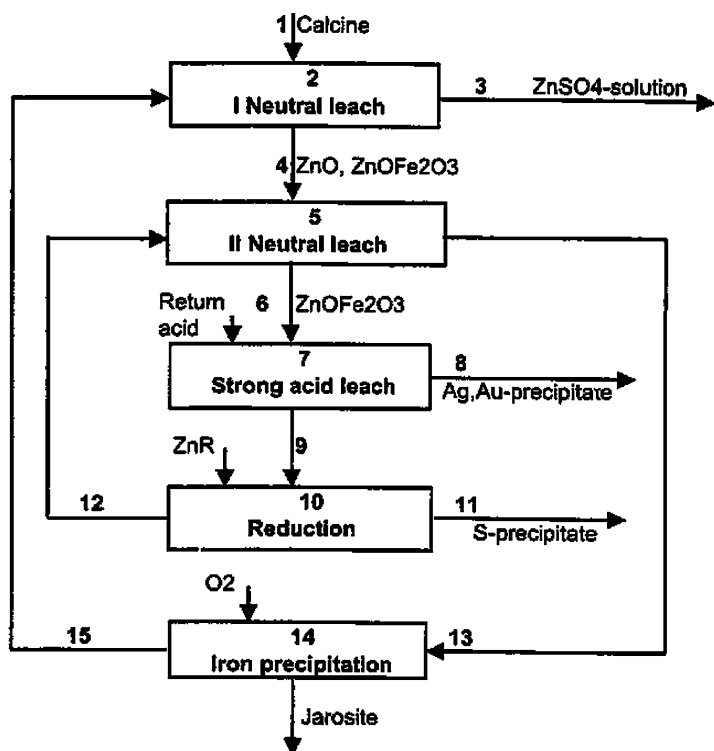 1 Calcine
2
I Neutral leach
3 ZnSO4-solution
4 ZnO, ZnOFe2O3
5
II Neutral leach
6 ZnOFe2O3
Return
acid
7
Strong acid leach
8
Ag,Au-precipitate
9
ZnR
10
Reduction
11
S-precipitate
12
O2
13
14
Iron precipitation
15
Jarosite